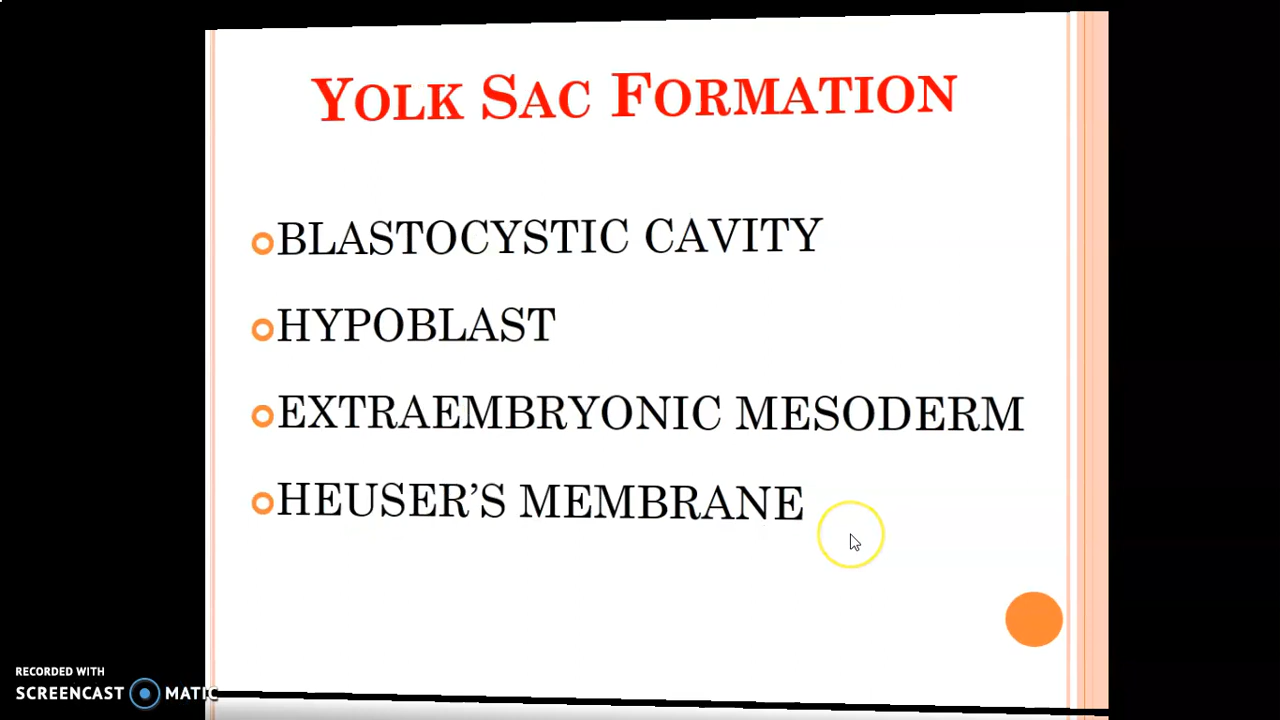 YOLK SAC FORMATION
BLASTOCYSTIC CAVITY
HYPOBLAST
EXTRAEMBRYONIC MESODERM
HEUSER'S MEMBRANE
RECORDED WITH
SCREENCAST MATIC